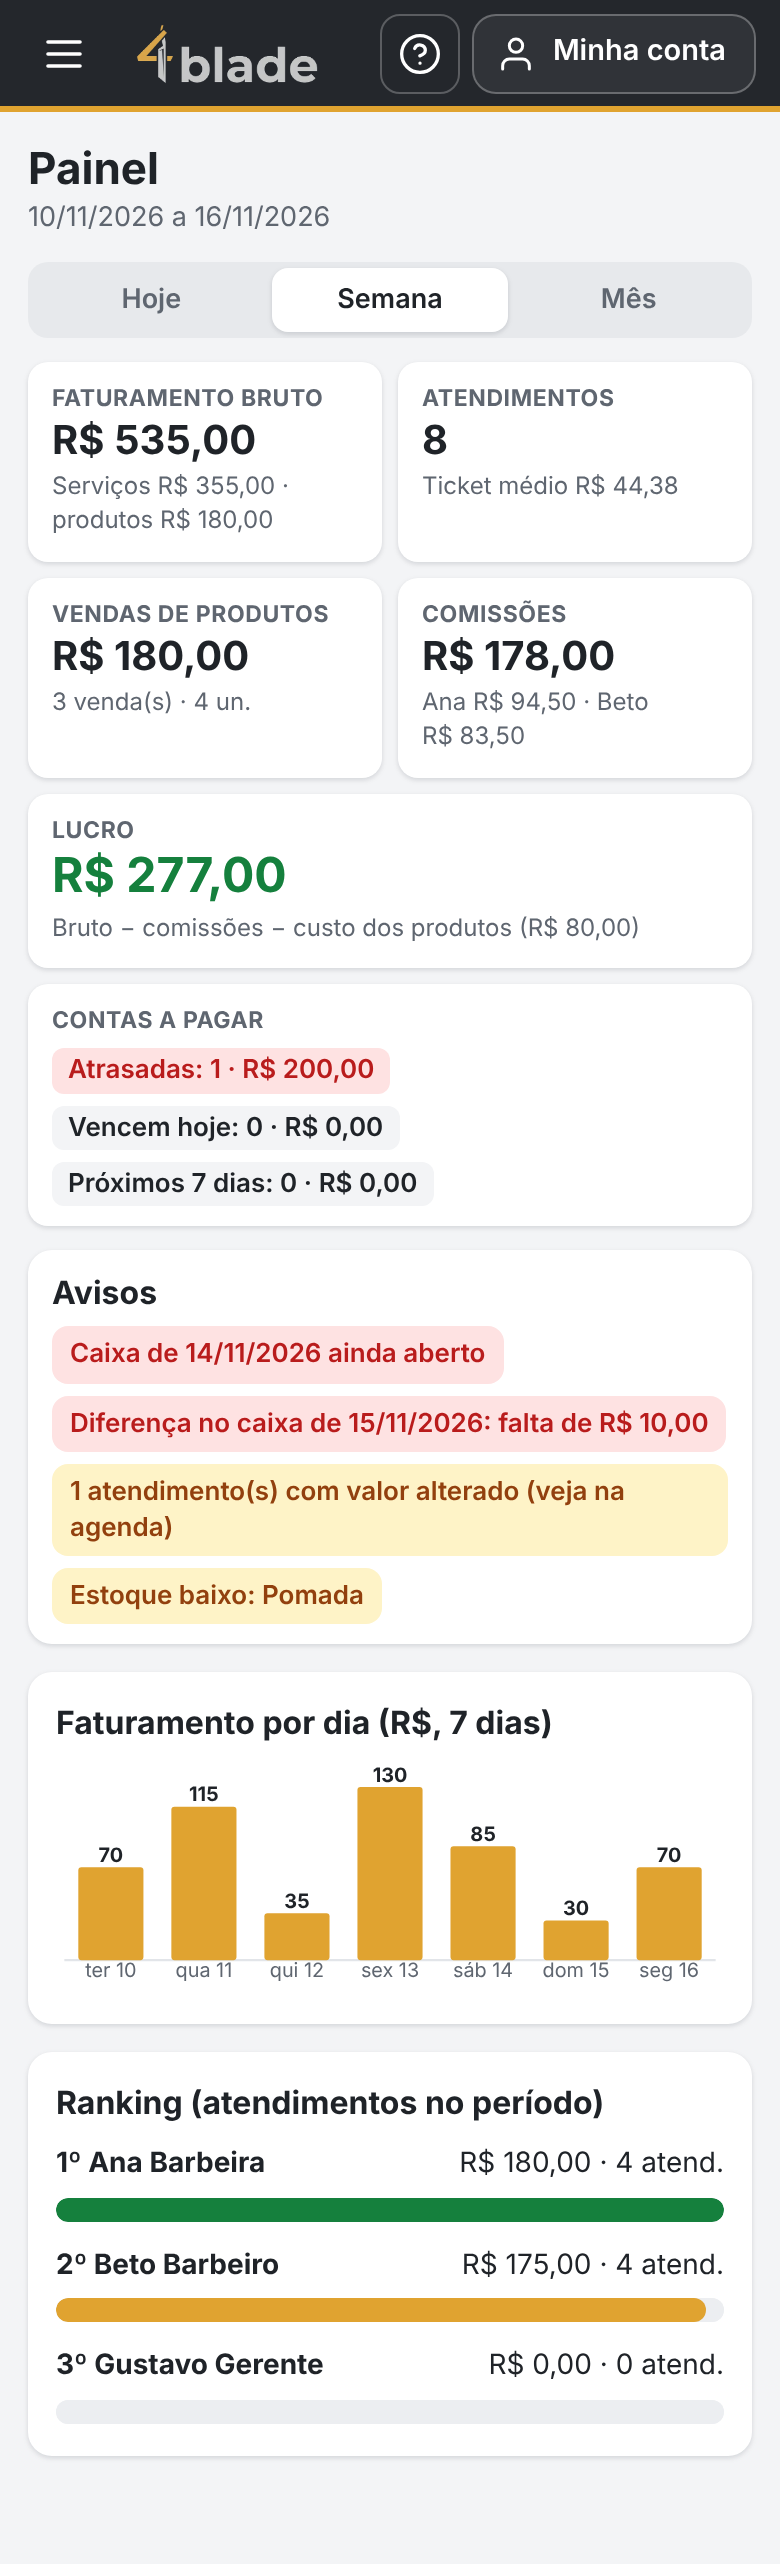 4blade
Minha conta
Painel
10/11/2026 a 16/11/2026
Hoje
Semana
Mês
FATURAMENTO BRUTO
R$ 535,00
Serviços R$ 355,00 ·
produtos R$ 180,00
ATENDIMENTOS
8
Ticket médio R$ 44,38
VENDAS DE PRODUTOS
R$ 180,00
3 venda(s) · 4 un.
COMISSÕES
R$ 178,00
Ana R$ 94,50 · Beto
R$ 83,50
LUCRO
R$ 277,00
Bruto − comissões − custo dos produtos (R$ 80,00)
CONTAS A PAGAR
Atrasadas: 1 · R$ 200,00
Vencem hoje: 0 · R$ 0,00
Próximos 7 dias: 0 · R$ 0,00
Avisos
Caixa de 14/11/2026 ainda aberto
Diferença no caixa de 15/11/2026: falta de R$ 10,00
1 atendimento(s) com valor alterado (veja na
agenda)
Estoque baixo: Pomada
Faturamento por dia (R$, 7 dias)
70 115 35 130 85 30 70
ter 10 qua 11 qui 12 sex 13 sáb 14 dom 15 seg 16
Ranking (atendimentos no período)
1º Ana Barbeira R$ 180,00 · 4 atend.
2º Beto Barbeiro R$ 175,00 · 4 atend.
3º Gustavo Gerente R$ 0,00 · 0 atend.